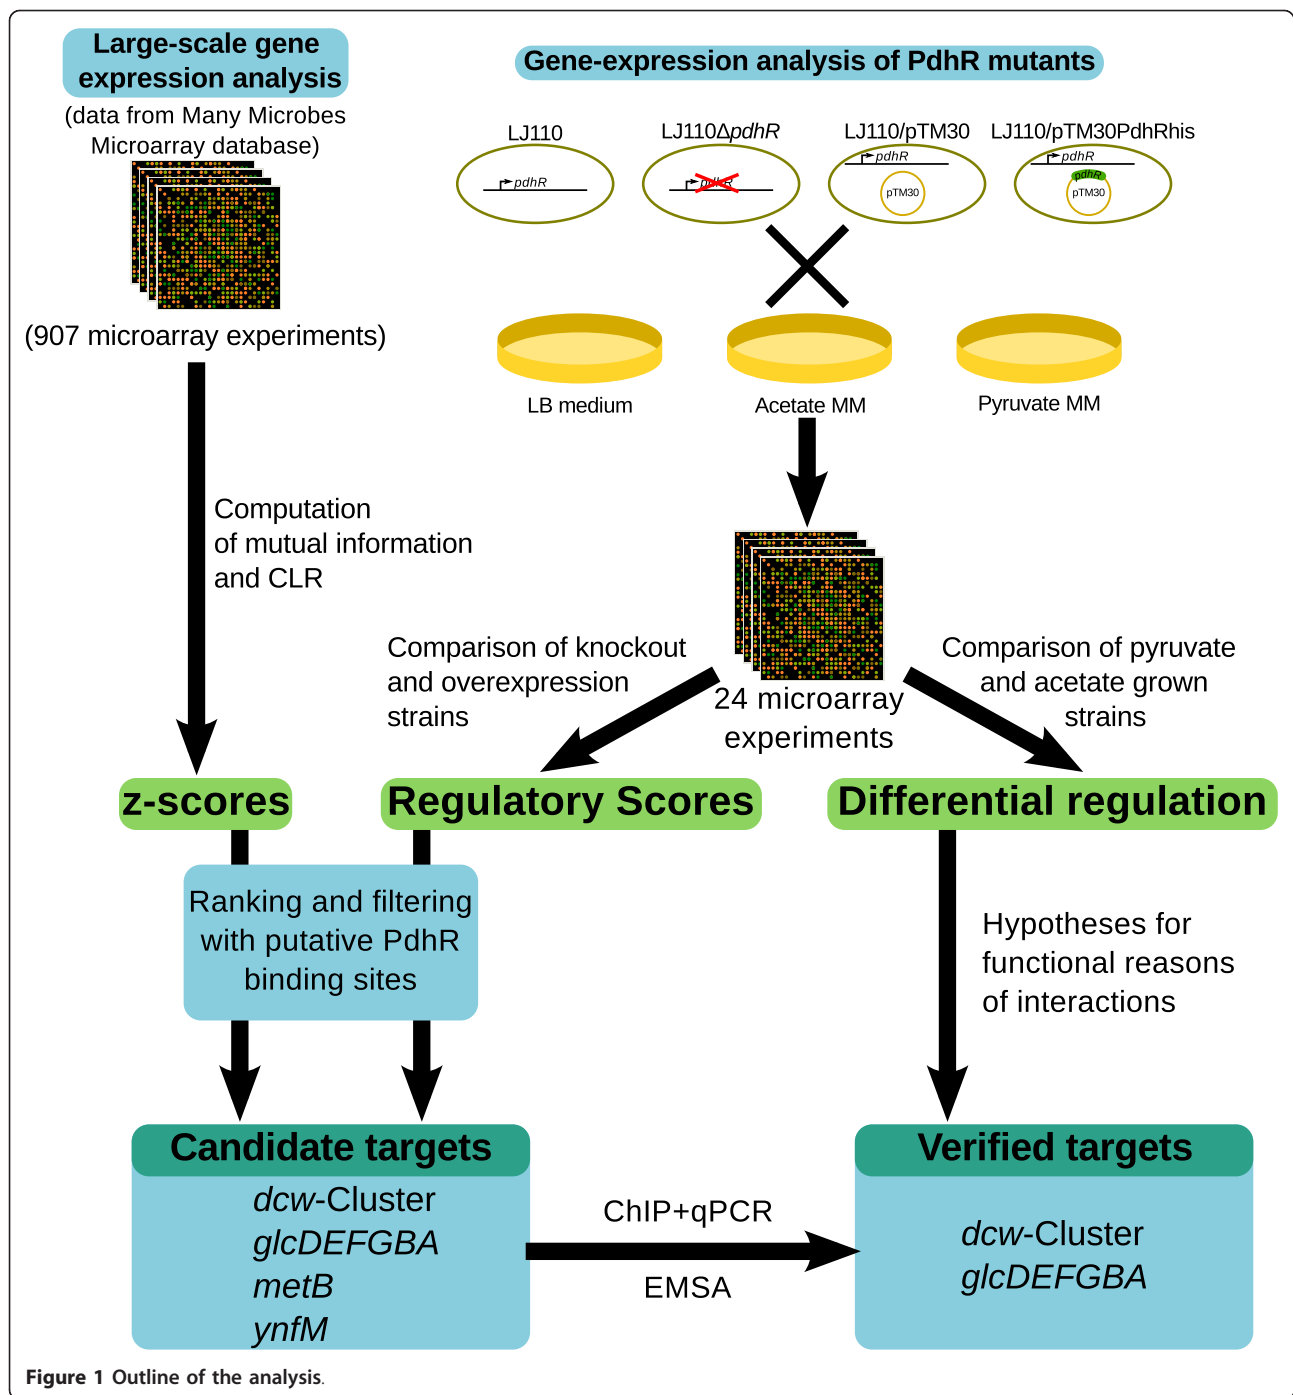 Large-scale gene
expression analysis
(data from Many Microbes
Microarray database)
(907 microarray experiments)
Gene-expression analysis of PdhR mutants
LJ110
LJ110ΔpdhR
LJ110/pTM30
LJ110/pTM30PdhRhis
pdhR
pdhR
pdhR
pTM30
pdhR
pdhR
pTM30
LB medium
Acetate MM
Pyruvate MM
Computation
of mutual information
and CLR
Comparison of knockout
and overexpression
strains
24 microarray
experiments
Comparison of pyruvate
and acetate grown
strains
z-scores
Regulatory Scores
Differential regulation
Ranking and filtering
with putative PdhR
binding sites
Hypotheses for
functional reasons
of interactions
Candidate targets
dcw-Cluster
glcDEFGBA
metB
ynfM
ChIP+qPCR
EMSA
Verified targets
dcw-Cluster
glcDEFGBA
Figure 1 Outline of the analysis.